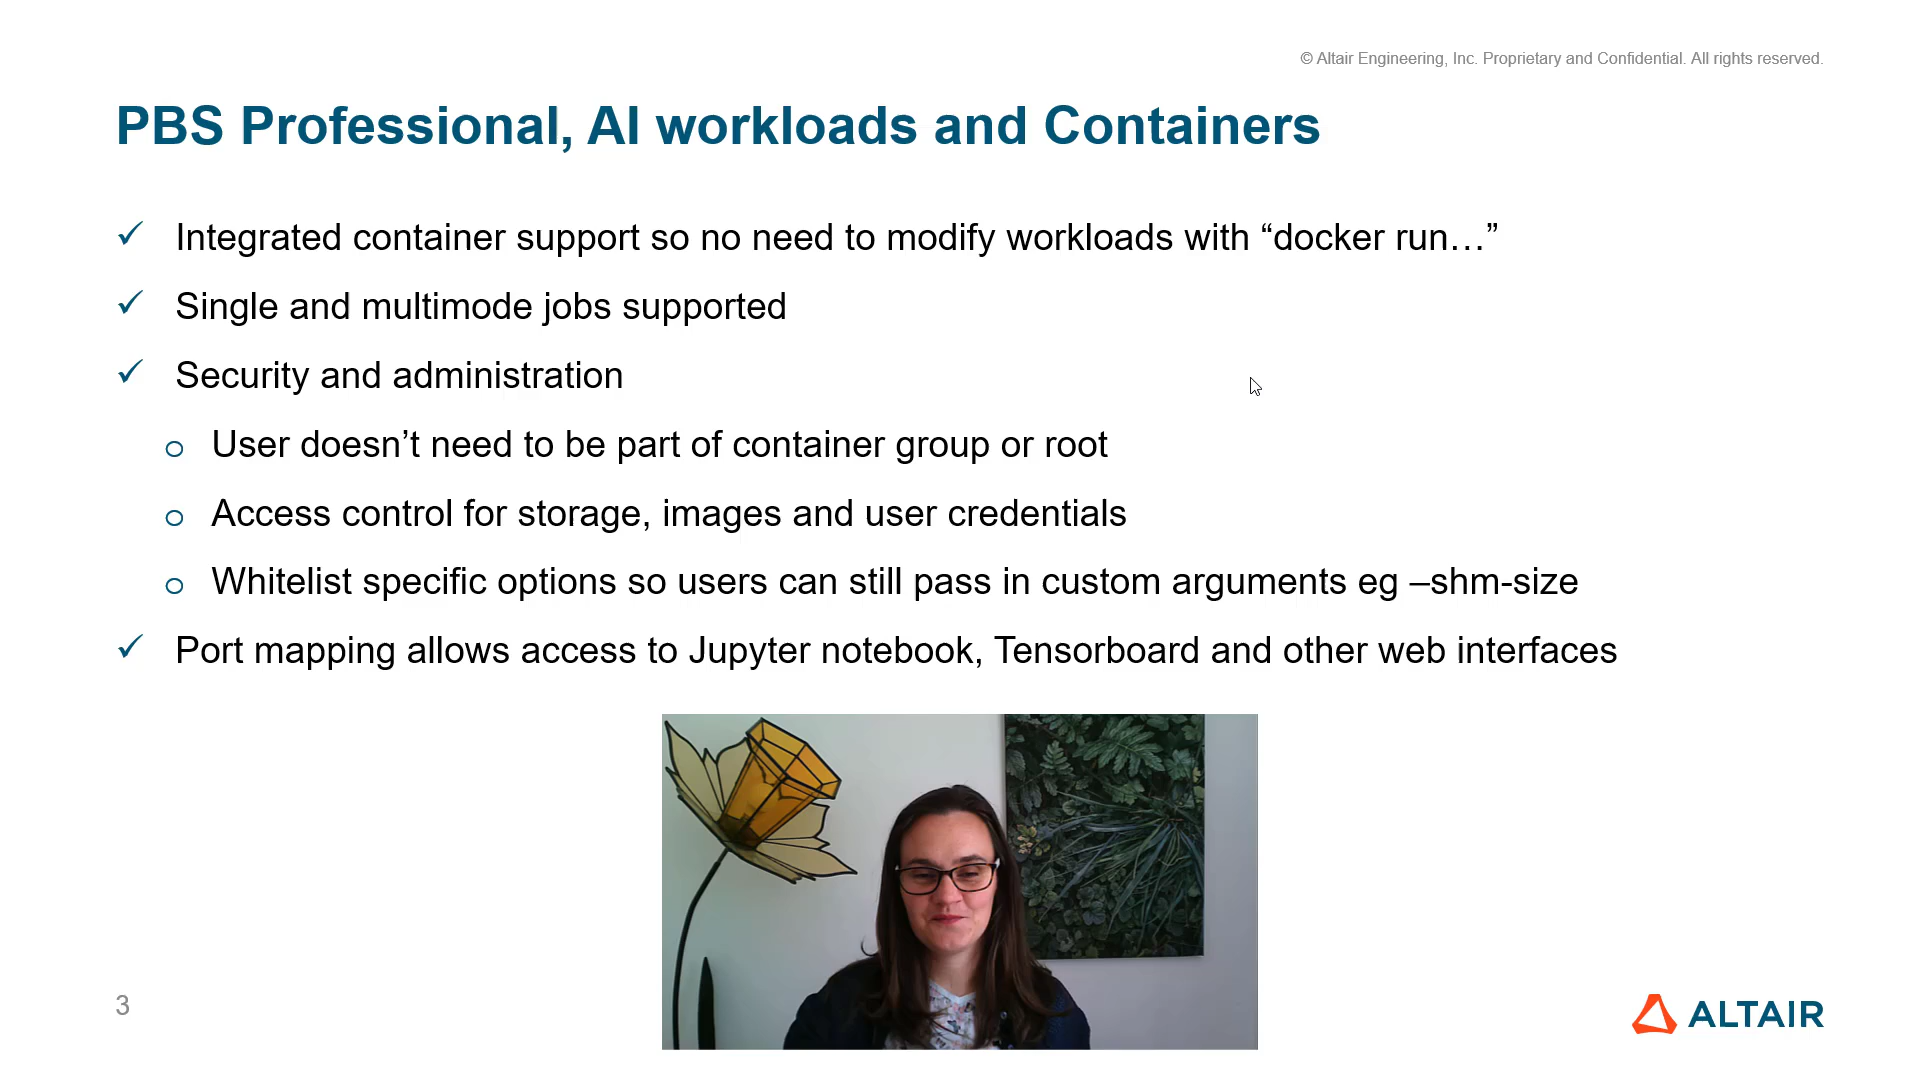 © Altair Engineering, Inc. Proprietary and Confidential. All rights reserved.
PBS Professional, AI workloads and Containers
✓ Integrated container support so no need to modify workloads with “docker run…”
✓ Single and multimode jobs supported
✓ Security and administration
o User doesn’t need to be part of container group or root
o Access control for storage, images and user credentials
o Whitelist specific options so users can still pass in custom arguments eg –shm-size
✓ Port mapping allows access to Jupyter notebook, Tensorboard and other web interfaces
3
ALTAIR